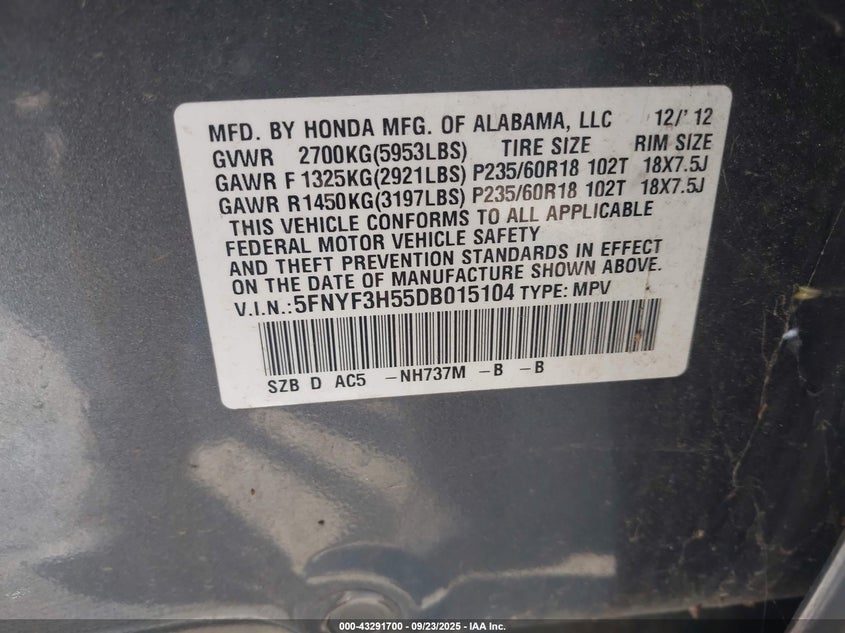 MFD. BY HONDA MFG. OF ALABAMA, LLC 12/' 12
GVWR 2700KG(5953LBS) TIRE SIZE RIM SIZE
GAWR F 1325KG(2921LBS) P235/60R18 102T 18X7.5J
GAWR R1450KG(3197LBS) P235/60R18 102T 18X7.5J
THIS VEHICLE CONFORMS TO ALL APPLICABLE
FEDERAL MOTOR VEHICLE SAFETY
AND THEFT PREVENTION STANDARDS IN EFFECT
ON THE DATE OF MANUFACTURE SHOWN ABOVE.
V.I.N.:5FNYF3H55DB015104 TYPE: MPV
SZB D AC5 -NH737M -B -B
000-43291700 - 09/23/2025 - IAA Inc.